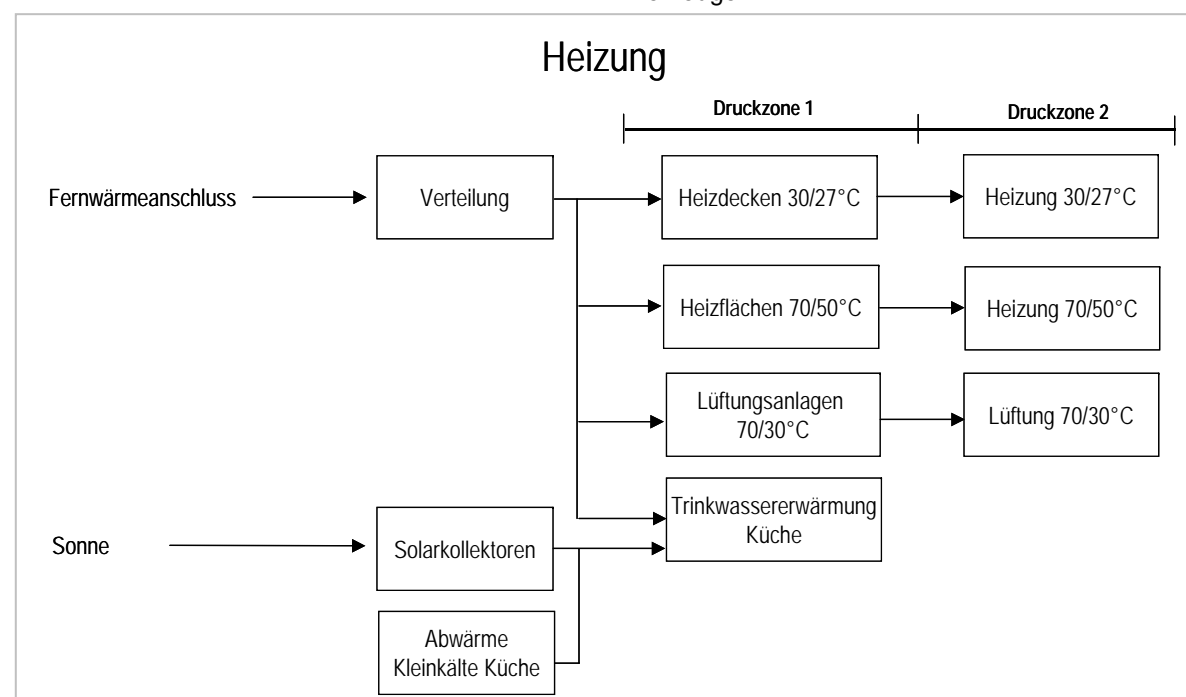 Heizung
Druckzone 1
Druckzone 2
Fernwärmeanschluss
Verteilung
Heizdecken 30/27°C
Heizung 30/27°C
Heizflächen 70/50°C
Heizung 70/50°C
Lüftungsanlagen
70/30°C
Lüftung 70/30°C
Trinkwassererwärmung
Küche
Sonne
Solarkollektoren
Abwärme
Kleinkälte Küche